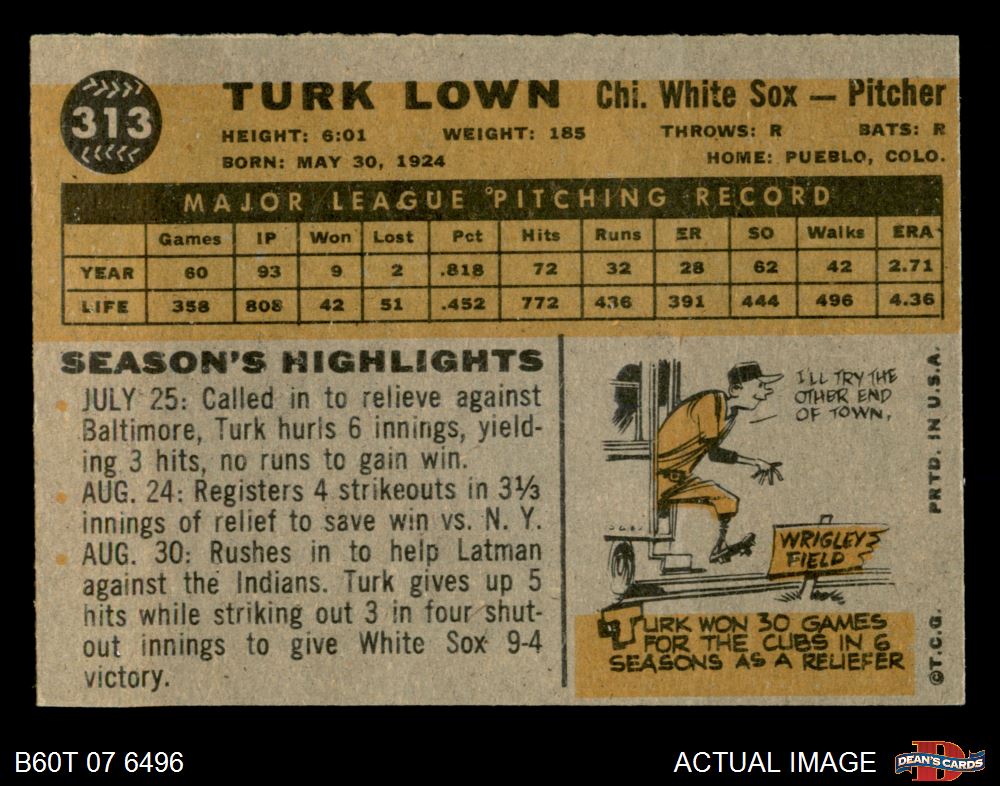 313
TURK LOWN Chi. White Sox — Pitcher
HEIGHT: 6:01 WEIGHT: 185 THROWS: R BATS: R
BORN: MAY 30, 1924 HOME: PUEBLO, COLO.
MAJOR LEAGUE PITCHING RECORD
Games IP Won Lost Pct Hits Runs ER SO Walks ERA
YEAR 60 93 9 2 .818 72 32 28 62 42 2.71
LIFE 358 808 42 51 .452 772 436 391 444 496 4.36
SEASON'S HIGHLIGHTS
• JULY 25: Called in to relieve against
Baltimore, Turk hurls 6 innings, yield-
ing 3 hits, no runs to gain win.
• AUG. 24: Registers 4 strikeouts in 3⅓
innings of relief to save win vs. N. Y.
• AUG. 30: Rushes in to help Latman
against the Indians. Turk gives up 5
hits while striking out 3 in four shut-
out innings to give White Sox 9-4
victory.
I'LL TRY THE
OTHER END
OF TOWN.
WRIGLEY
FIELD
TURK WON 30 GAMES
FOR THE CUBS IN 6
SEASONS AS A RELIEFER
©T.C.G. PRTD. IN U.S.A.
B60T 07 6496 ACTUAL IMAGE
D
DEAN'S CARDS